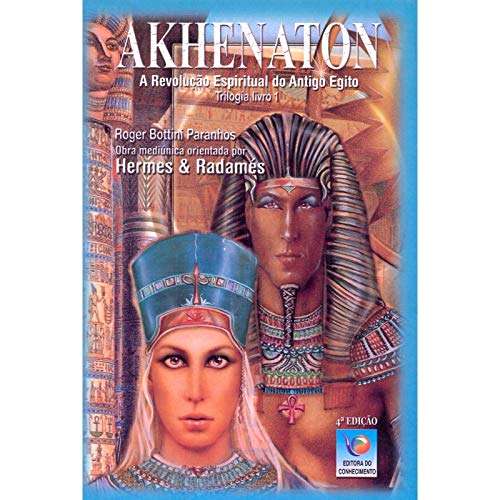 AKHENATON
A Revolução Espiritual do Antigo Egito
Trilogia livro 1
Roger Bottini Paranhos
Obra mediúnica orientada por
Hermes & Radamés
4ª EDIÇÃO
EDITORA DO
CONHECIMENTO